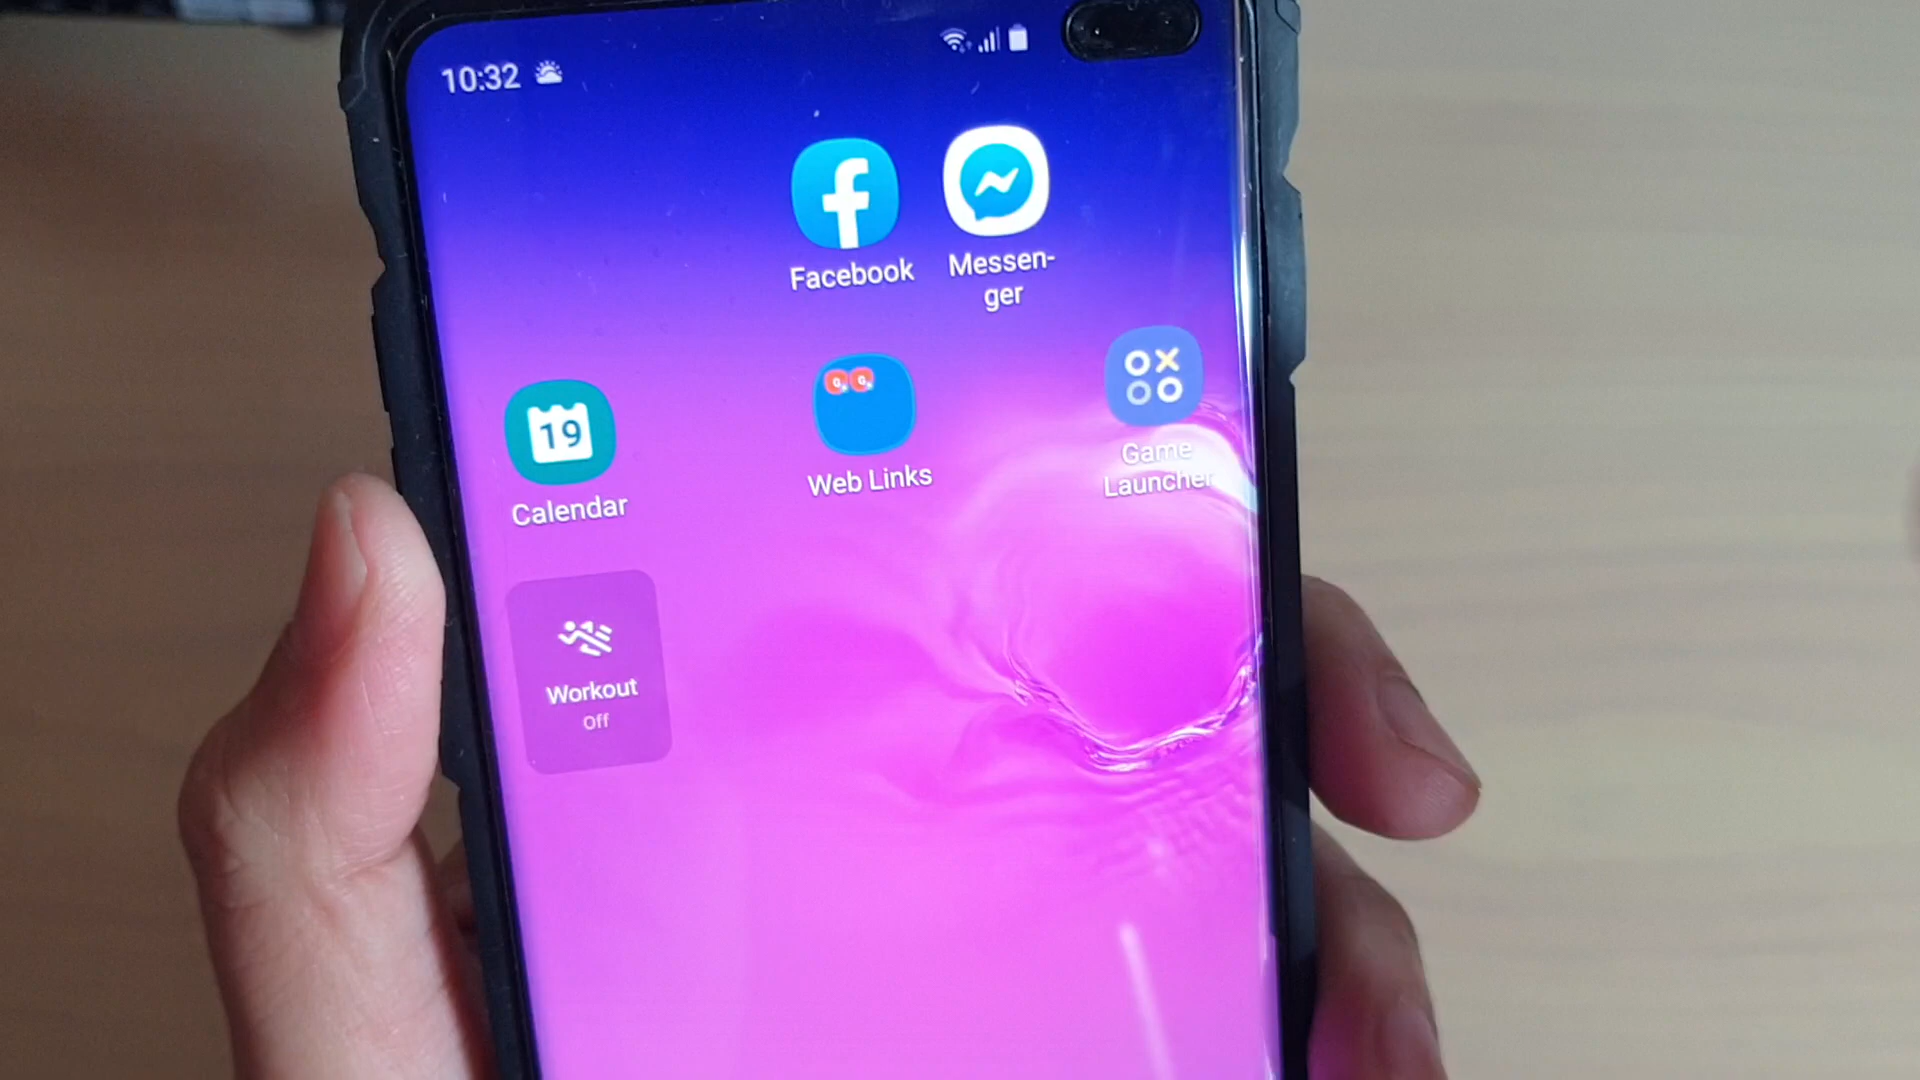 10:32
Facebook
Messen-
ger
19
Calendar
Web Links
Game
Launcher
Workout
Off